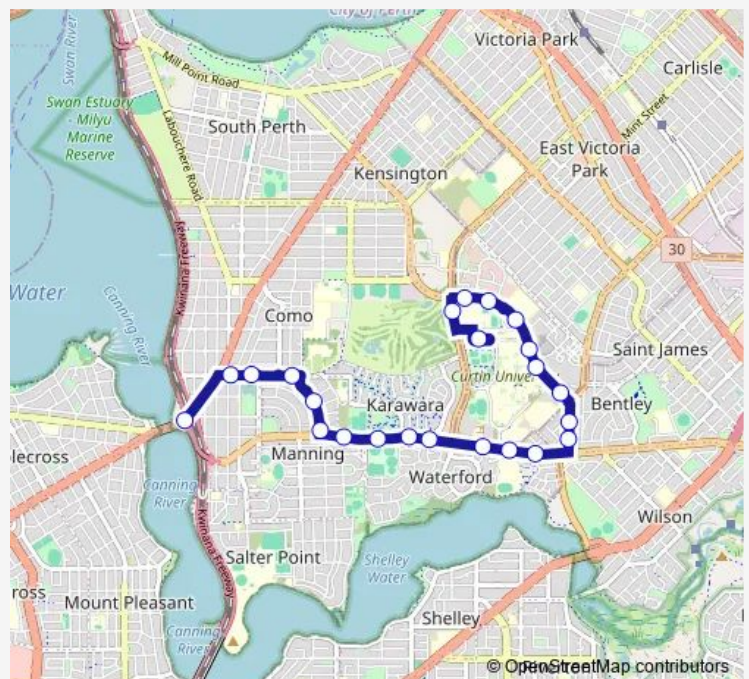 City of Perth
Swan River
Victoria Park
Mill Point Road
Carlisle
Swan Estuary
- Milyu
Marine
Reserve
Labouchere Road
South Perth
Mint Street
East Victoria
Park
Kensington
Kwinana Freeway
30
Water
Canning River
Como
Saint James
Curtin Univer
Karawara
Bentley
Manning
lecross
Waterford
Canning
River
Kwinana Freeway
Wilson
Salter Point
Shelley
Water
ross
Mount Pleasant
Shelley
Canning
River
© OpenStreetMap contributors